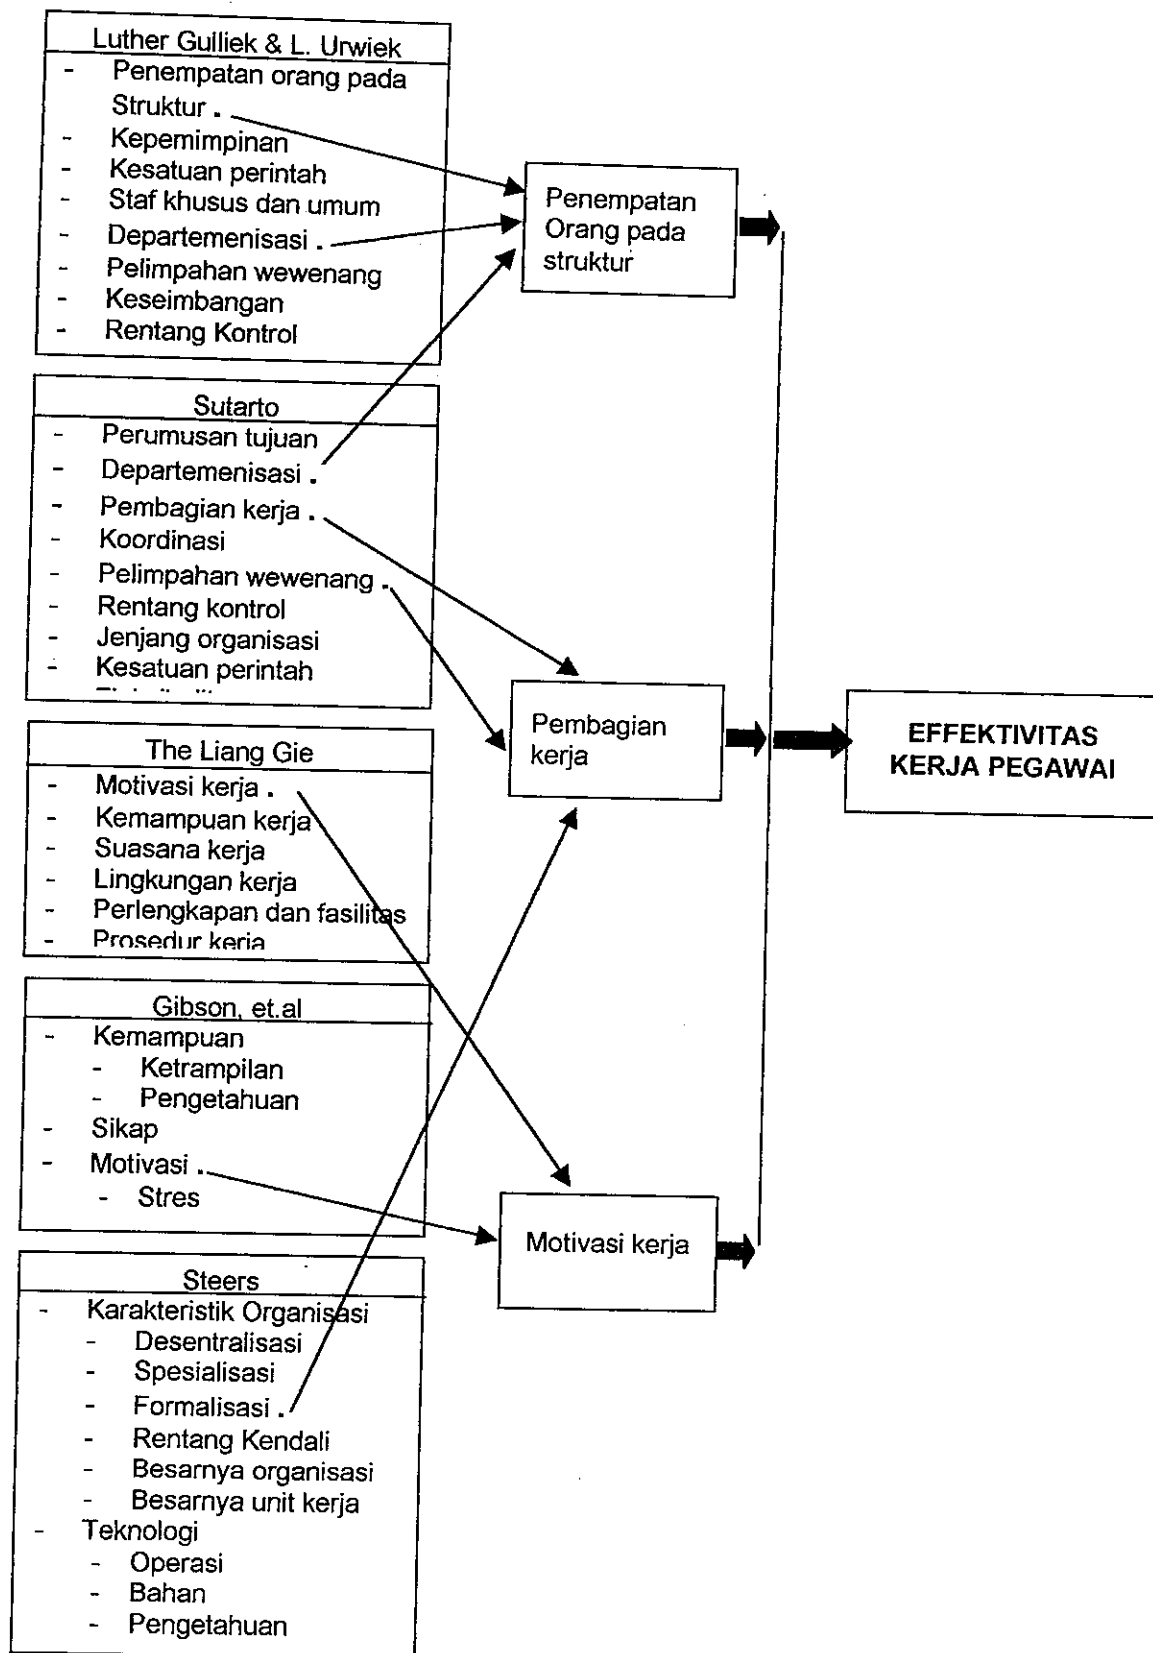 Luther Gulliek & L. Urwiek
- Penempatan orang pada
Struktur .
- Kepemimpinan
- Kesatuan perintah
- Staf khusus dan umum
- Departemenisasi .
- Pelimpahan wewenang
- Keseimbangan
- Rentang Kontrol
Sutarto
- Perumusan tujuan
- Departemenisasi .
- Pembagian kerja .
- Koordinasi
- Pelimpahan wewenang .
- Rentang kontrol
- Jenjang organisasi
- Kesatuan perintah
The Liang Gie
- Motivasi kerja .
- Kemampuan kerja
- Suasana kerja
- Lingkungan kerja
- Perlengkapan dan fasilitas
- Prosedur kerja
Gibson, et.al
- Kemampuan
- Ketrampilan
- Pengetahuan
- Sikap
- Motivasi .
- Stres
Steers
- Karakteristik Organisasi
- Desentralisasi
- Spesialisasi
- Formalisasi .
- Rentang Kendali
- Besarnya organisasi
- Besarnya unit kerja
- Teknologi
- Operasi
- Bahan
- Pengetahuan
Penempatan
Orang pada
struktur
Pembagian
kerja
Motivasi kerja
EFFEKTIVITAS
KERJA PEGAWAI